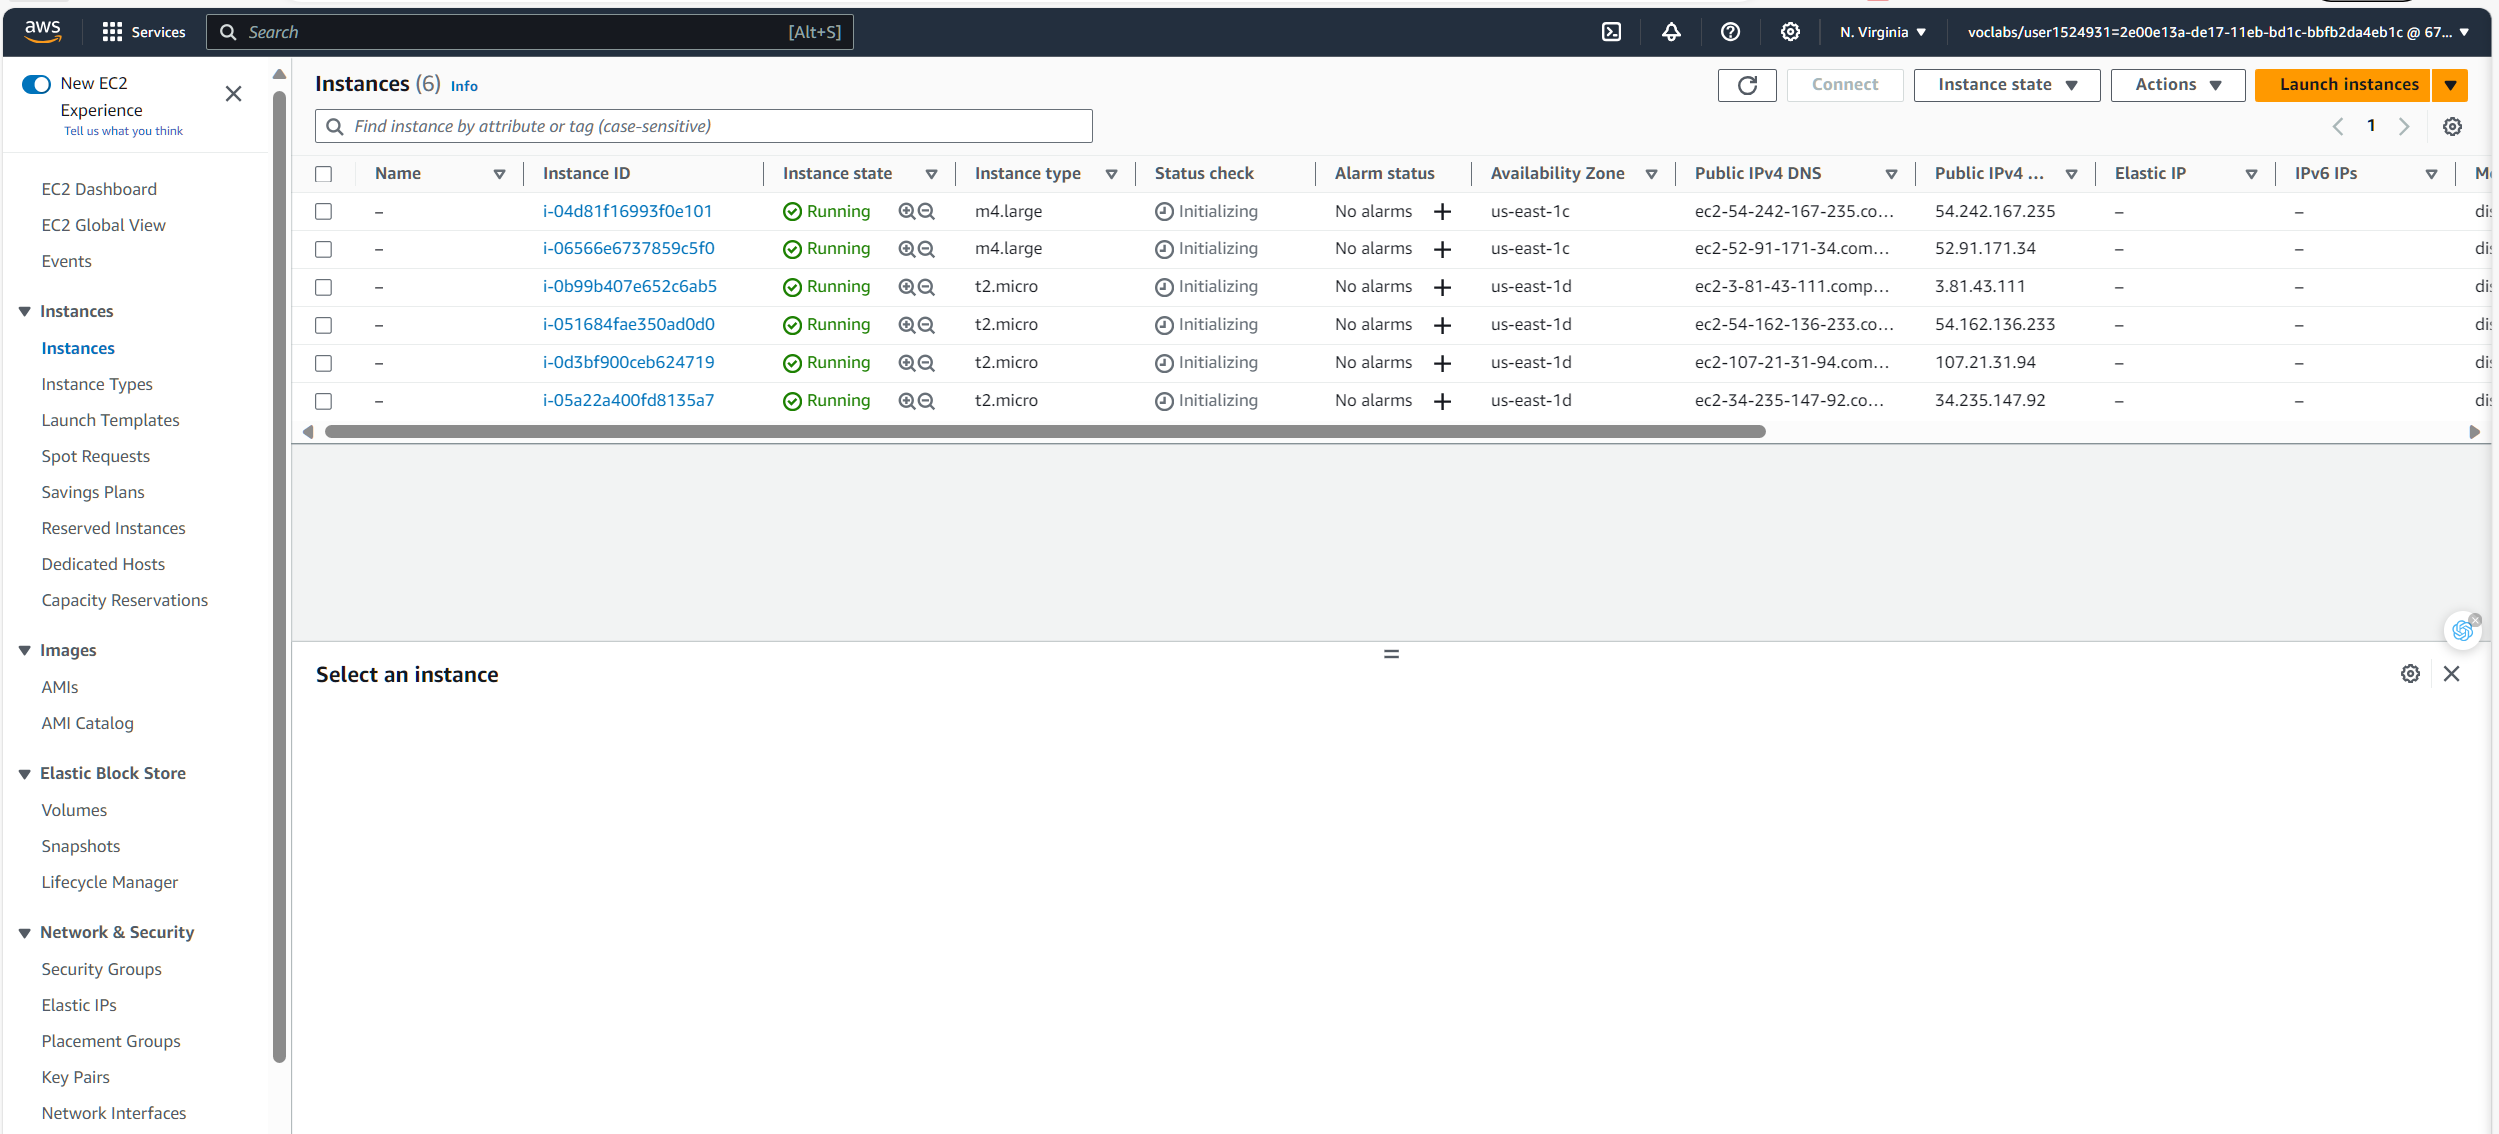 aws Services Search [Alt+S] N. Virginia voclabs/user1524931=2e00e13a-de17-11eb-bd1c-bbfb2da4eb1c @ 67...
New EC2
Experience
Tell us what you think
EC2 Dashboard
EC2 Global View
Events
Instances
Instances
Instance Types
Launch Templates
Spot Requests
Savings Plans
Reserved Instances
Dedicated Hosts
Capacity Reservations
Images
AMIs
AMI Catalog
Elastic Block Store
Volumes
Snapshots
Lifecycle Manager
Network & Security
Security Groups
Elastic IPs
Placement Groups
Key Pairs
Network Interfaces
Instances (6) Info Connect Instance state Actions Launch instances
Find instance by attribute or tag (case-sensitive) 1
Name Instance ID Instance state Instance type Status check Alarm status Availability Zone Public IPv4 DNS Public IPv4 ... Elastic IP IPv6 IPs
– i-04d81f16993f0e101 Running m4.large Initializing No alarms + us-east-1c ec2-54-242-167-235.co... 54.242.167.235 – –
– i-06566e6737859c5f0 Running m4.large Initializing No alarms + us-east-1c ec2-52-91-171-34.com... 52.91.171.34 – –
– i-0b99b407e652c6ab5 Running t2.micro Initializing No alarms + us-east-1d ec2-3-81-43-111.comp... 3.81.43.111 – –
– i-051684fae350ad0d0 Running t2.micro Initializing No alarms + us-east-1d ec2-54-162-136-233.co... 54.162.136.233 – –
– i-0d3bf900ceb624719 Running t2.micro Initializing No alarms + us-east-1d ec2-107-21-31-94.com... 107.21.31.94 – –
– i-05a22a400fd8135a7 Running t2.micro Initializing No alarms + us-east-1d ec2-34-235-147-92.co... 34.235.147.92 – –
Select an instance